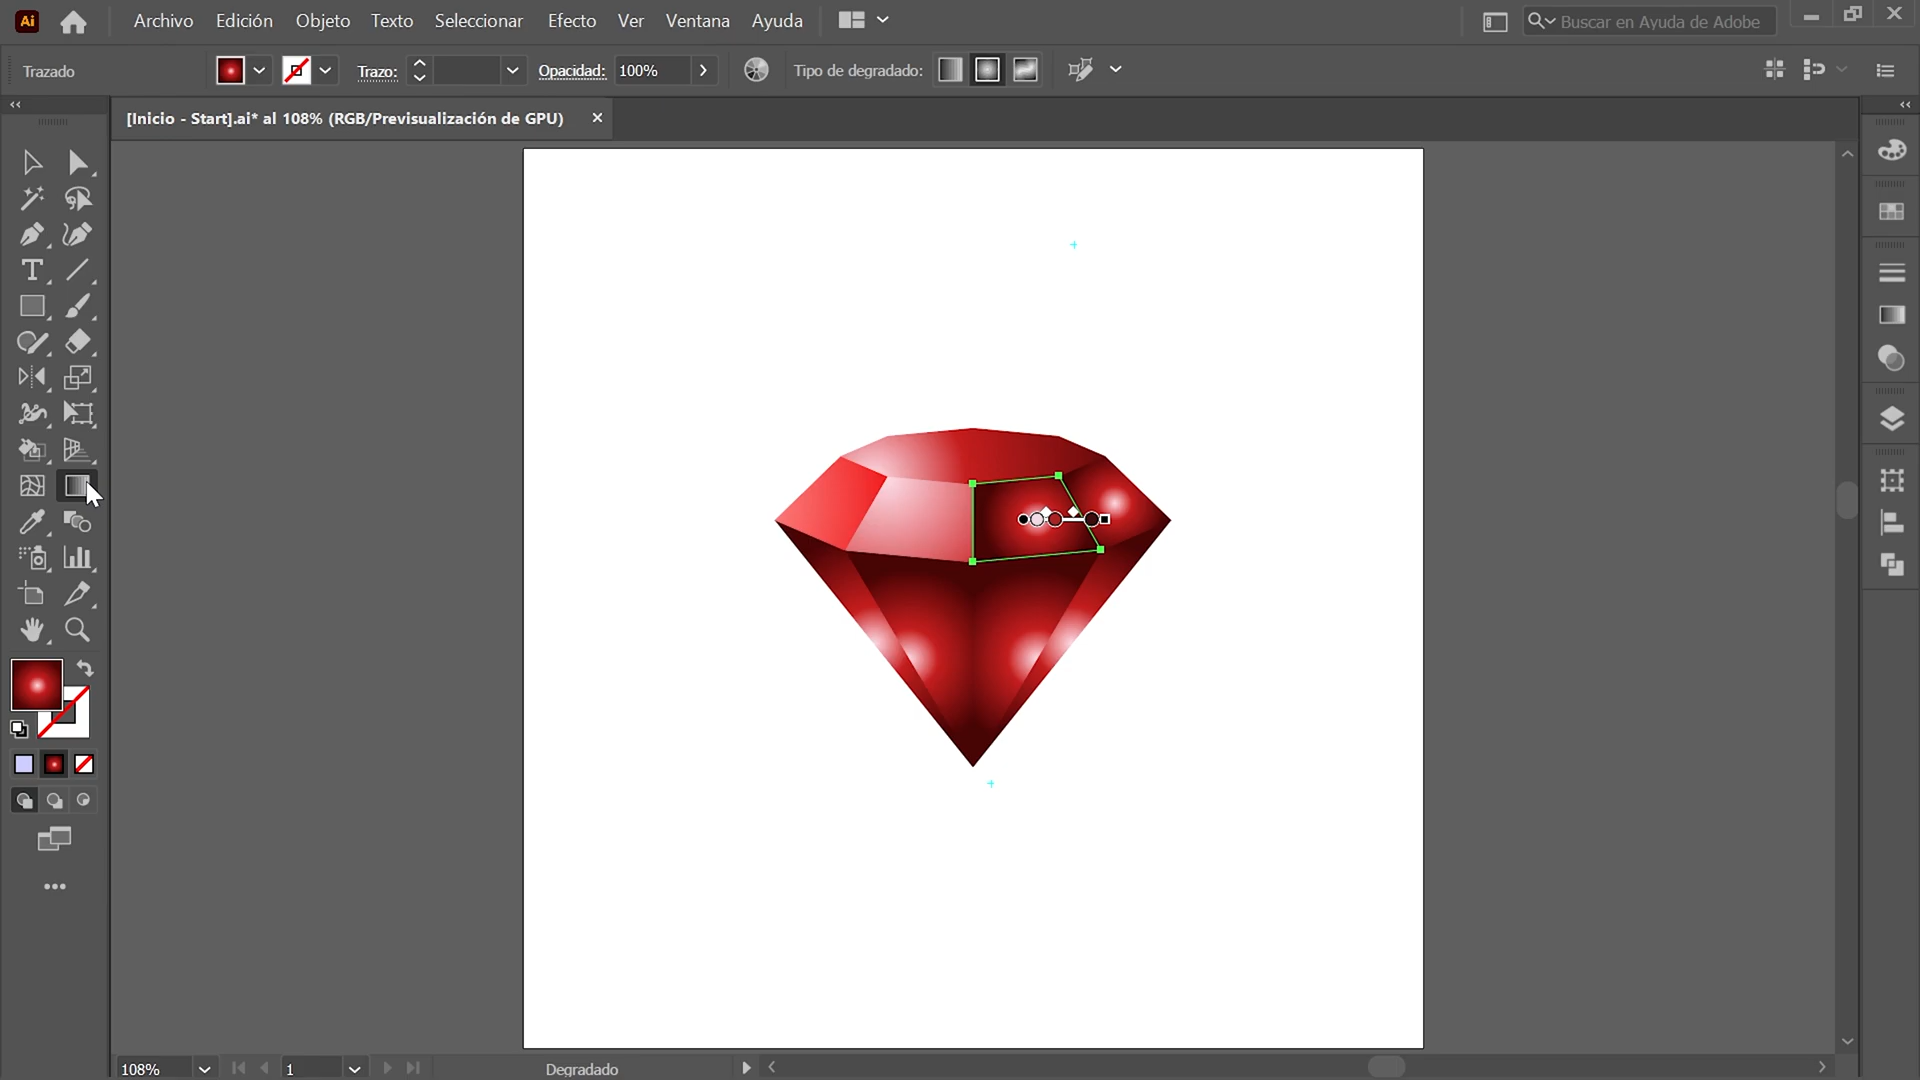 Ai Archivo Edición Objeto Texto Seleccionar Efecto Ver Ventana Ayuda Buscar en Ayuda de Adobe
Trazado Trazo: Opacidad: 100% Tipo de degradado:
[Inicio - Start].ai* al 108% (RGB/Previsualización de GPU)
108% 1 Degradado